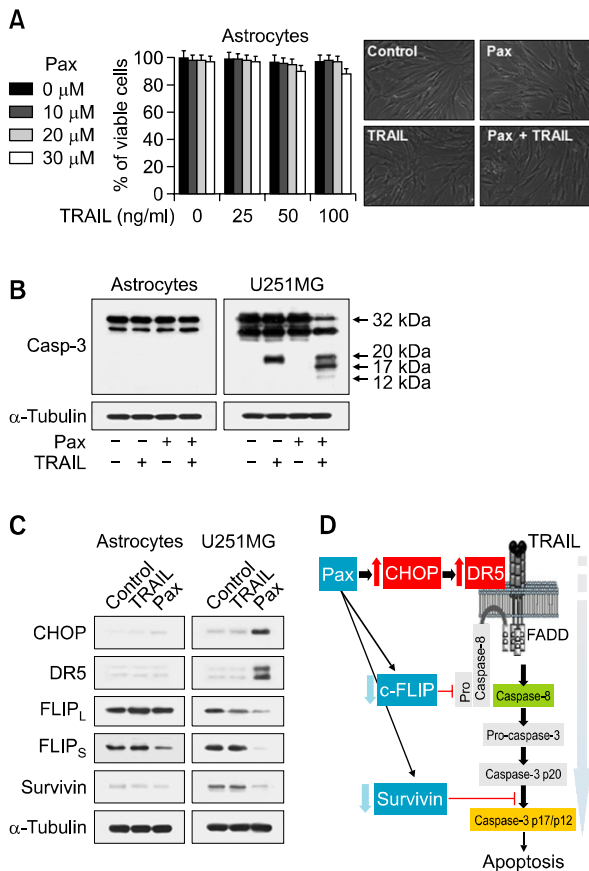 A
Astrocytes
Pax
0 μM
10 μM
20 μM
30 μM
% of viable cells
100
80
60
40
20
0
TRAIL (ng/ml) 0 25 50 100
Control
Pax
TRAIL
Pax + TRAIL
B
Astrocytes U251MG
Casp-3
32 kDa
20 kDa
17 kDa
12 kDa
α-Tubulin
Pax – – + + – – + +
TRAIL – + – + – + – +
C
Astrocytes U251MG
Control TRAIL Pax Control TRAIL Pax
CHOP
DR5
FLIPL
FLIPS
Survivin
α-Tubulin
D
TRAIL
Pax CHOP DR5
FADD
Pro
Caspase-8
c-FLIP
Caspase-8
Pro-caspase-3
Caspase-3 p20
Survivin
Caspase-3 p17/p12
Apoptosis